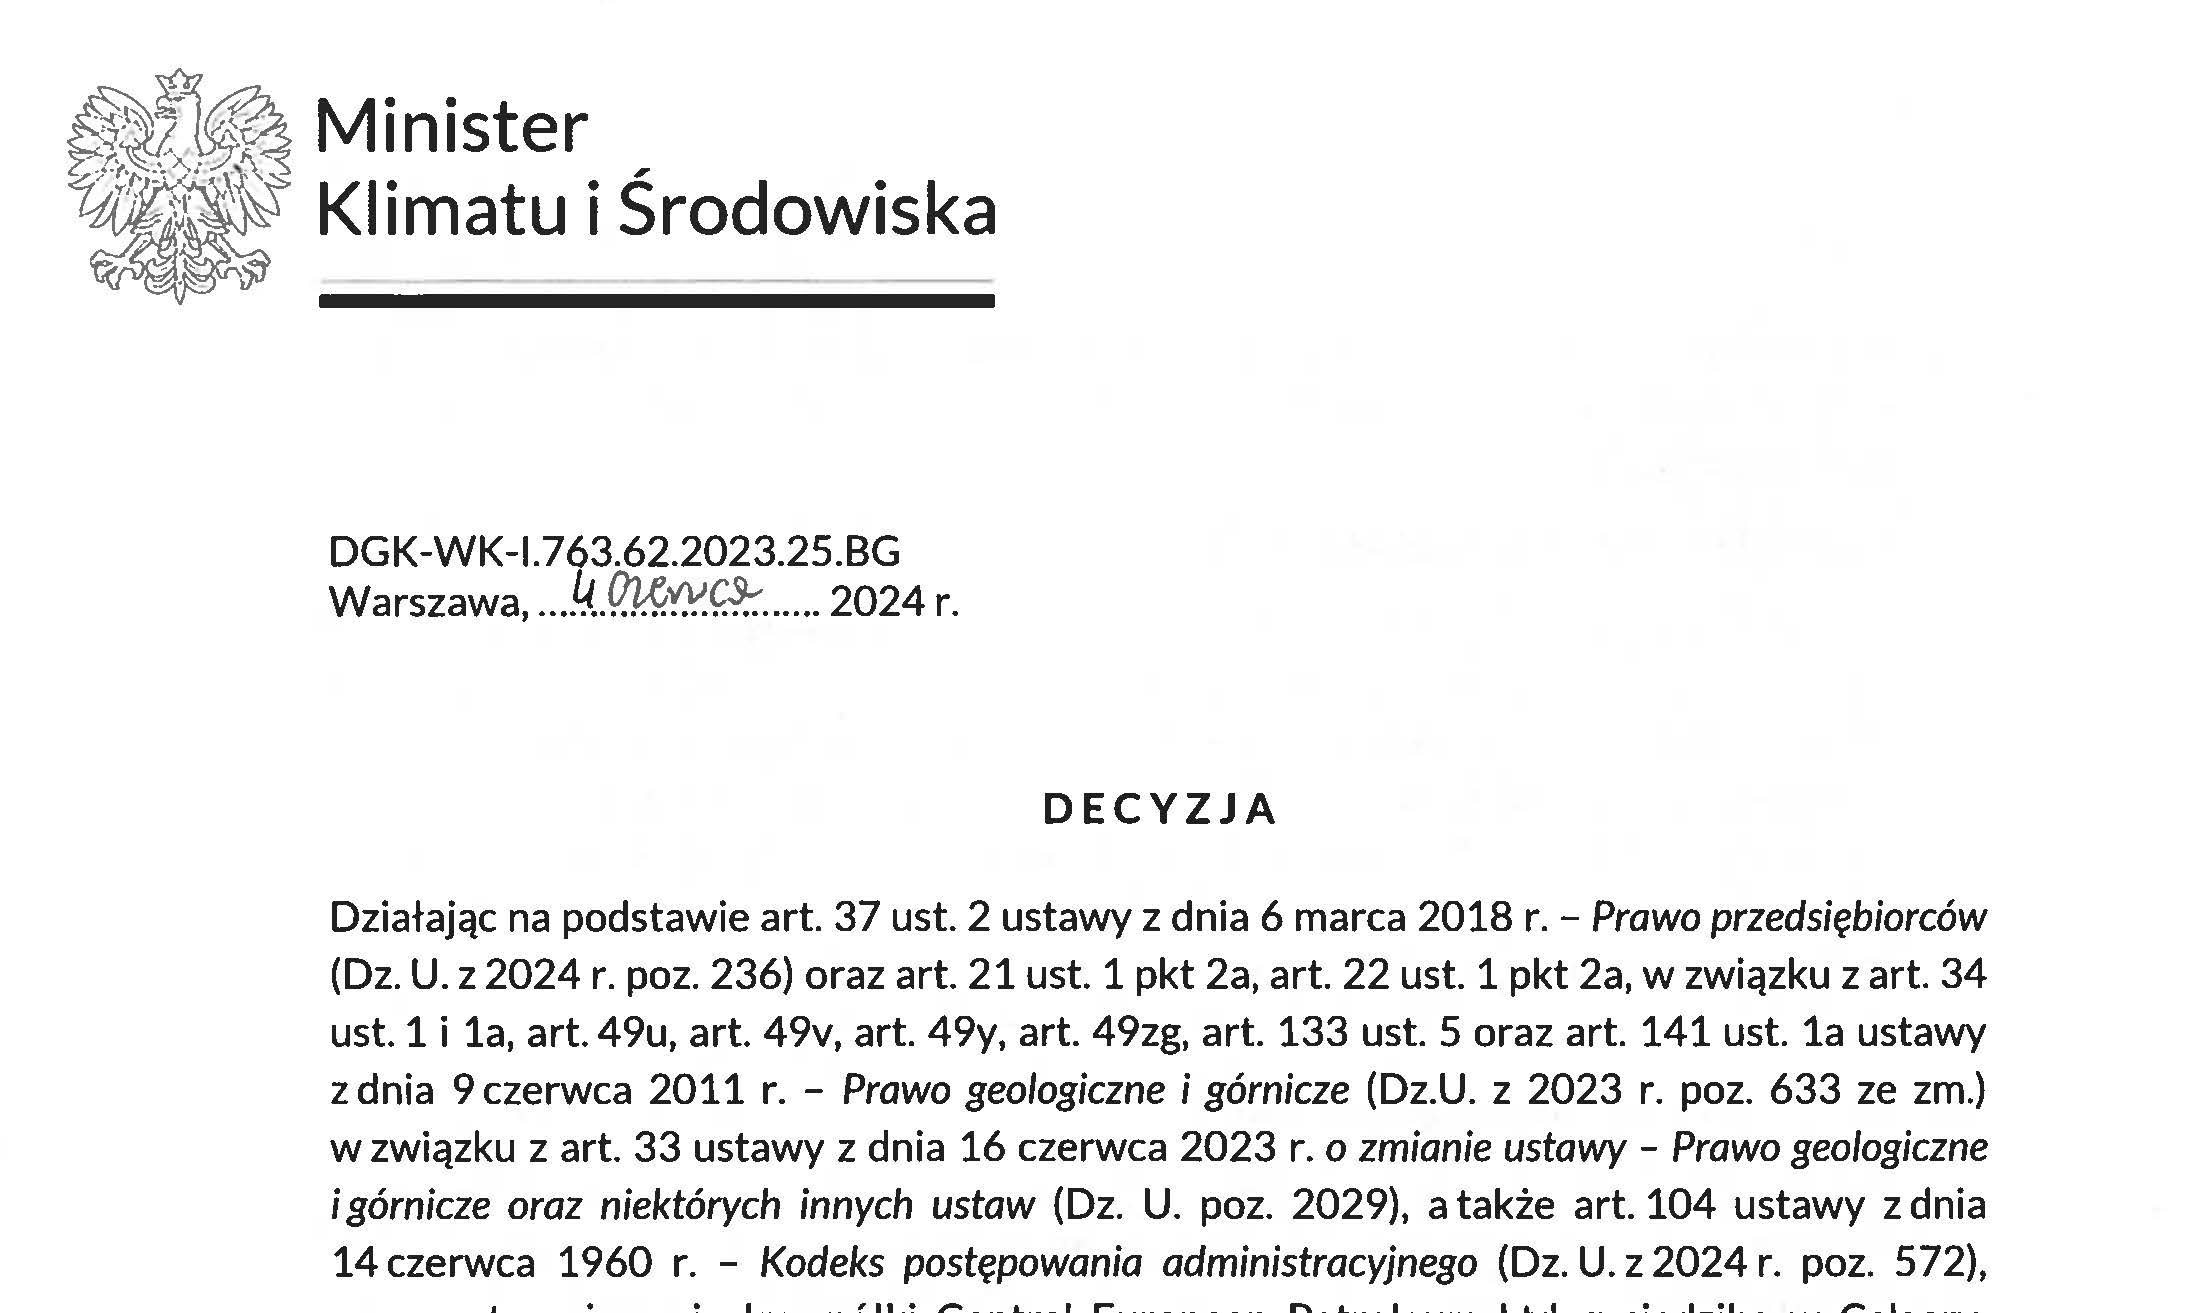 Minister
Klimatu i Środowiska
DGK-WK-I.763.62.2023.25.BG
Warszawa, ....4 czerwca.... 2024 r.
DECYZJA
Działając na podstawie art. 37 ust. 2 ustawy z dnia 6 marca 2018 r. – Prawo przedsiębiorców
(Dz. U. z 2024 r. poz. 236) oraz art. 21 ust. 1 pkt 2a, art. 22 ust. 1 pkt 2a, w związku z art. 34
ust. 1 i 1a, art. 49u, art. 49v, art. 49y, art. 49zg, art. 133 ust. 5 oraz art. 141 ust. 1a ustawy
z dnia 9 czerwca 2011 r. – Prawo geologiczne i górnicze (Dz.U. z 2023 r. poz. 633 ze zm.)
w związku z art. 33 ustawy z dnia 16 czerwca 2023 r. o zmianie ustawy – Prawo geologiczne
i górnicze oraz niektórych innych ustaw (Dz. U. poz. 2029), a także art. 104 ustawy z dnia
14 czerwca 1960 r. – Kodeks postępowania administracyjnego (Dz. U. z 2024 r. poz. 572),